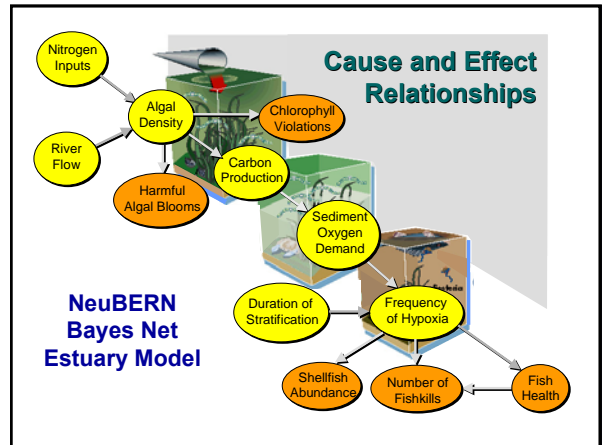 Cause and Effect
Relationships
Nitrogen
Inputs
Algal
Density
Chlorophyll
Violations
River
Flow
Carbon
Production
Harmful
Algal Blooms
Sediment
Oxygen
Demand
NeuBERN
Bayes Net
Estuary Model
Duration of
Stratification
Frequency
of Hypoxia
Shellfish
Abundance
Number of
Fishkills
Fish
Health